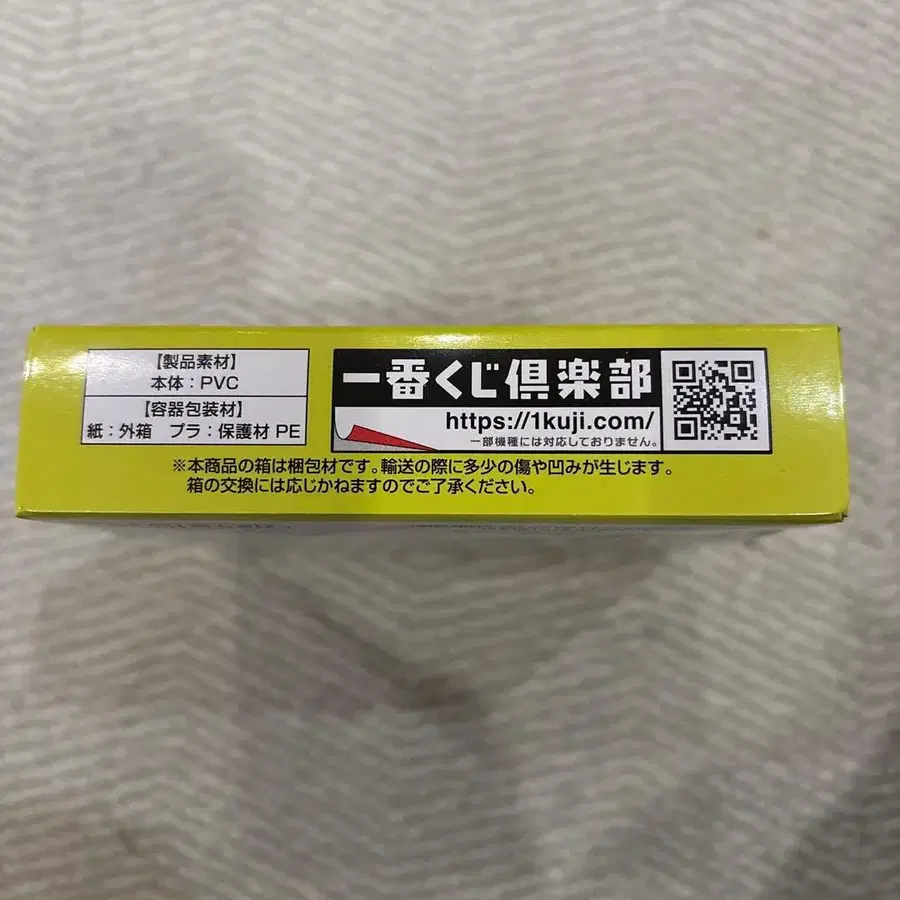 【製品素材】
本体：PVC
【容器包装材】
紙：外箱　プラ：保護材 PE
一番くじ倶楽部
https://1kuji.com/
一部機種には対応しておりません。
※本商品の箱は梱包材です。輸送の際に多少の傷や凹みが生じます。
箱の交換には応じかねますのでご了承ください。